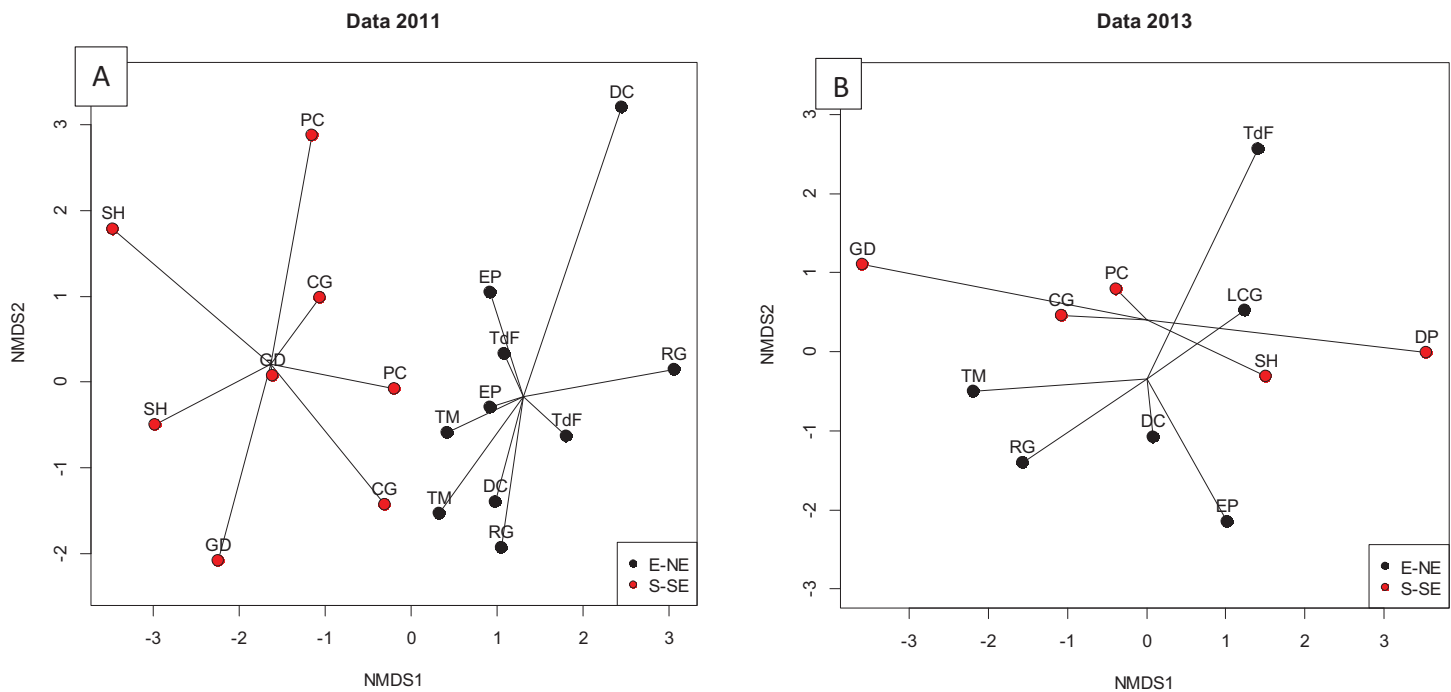 Data 2011
A
DC
PC
SH
CG
EP
TdF
GD
RG
PC
EP
SH
TM
TdF
CG
DC
TM
RG
GD
3
2
1
0
-1
-2
NMDS2
-3 -2 -1 0 1 2 3
NMDS1
E-NE
S-SE
Data 2013
B
TdF
GD
PC
LCG
CG
DP
SH
TM
DC
RG
EP
3
2
1
0
-1
-2
-3
NMDS2
-3 -2 -1 0 1 2 3
NMDS1
E-NE
S-SE